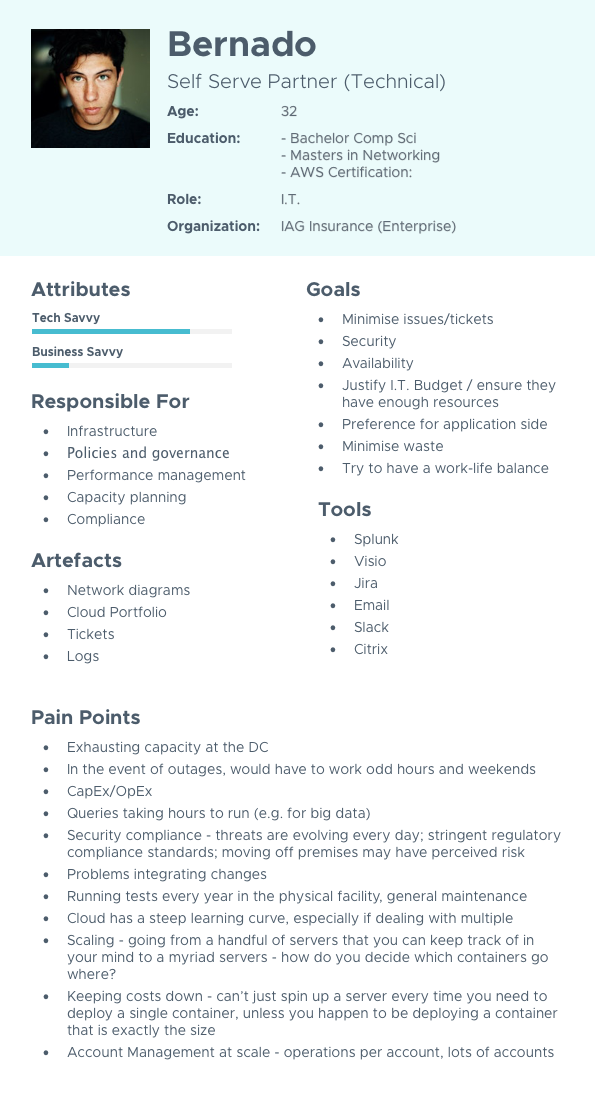 Bernado
Self Serve Partner (Technical)
Age: 32
Education: - Bachelor Comp Sci
- Masters in Networking
- AWS Certification:
Role: I.T.
Organization: IAG Insurance (Enterprise)
Attributes
Tech Savvy
Business Savvy
Responsible For
• Infrastructure
• Policies and governance
• Performance management
• Capacity planning
• Compliance
Artefacts
• Network diagrams
• Cloud Portfolio
• Tickets
• Logs
Goals
• Minimise issues/tickets
• Security
• Availability
• Justify I.T. Budget / ensure they
have enough resources
• Preference for application side
• Minimise waste
• Try to have a work-life balance
Tools
• Splunk
• Visio
• Jira
• Email
• Slack
• Citrix
Pain Points
• Exhausting capacity at the DC
• In the event of outages, would have to work odd hours and weekends
• CapEx/OpEx
• Queries taking hours to run (e.g. for big data)
• Security compliance - threats are evolving every day; stringent regulatory
compliance standards; moving off premises may have perceived risk
• Problems integrating changes
• Running tests every year in the physical facility, general maintenance
• Cloud has a steep learning curve, especially if dealing with multiple
• Scaling - going from a handful of servers that you can keep track of in
your mind to a myriad servers - how do you decide which containers go
where?
• Keeping costs down - can't just spin up a server every time you need to
deploy a single container, unless you happen to be deploying a container
that is exactly the size
• Account Management at scale - operations per account, lots of accounts